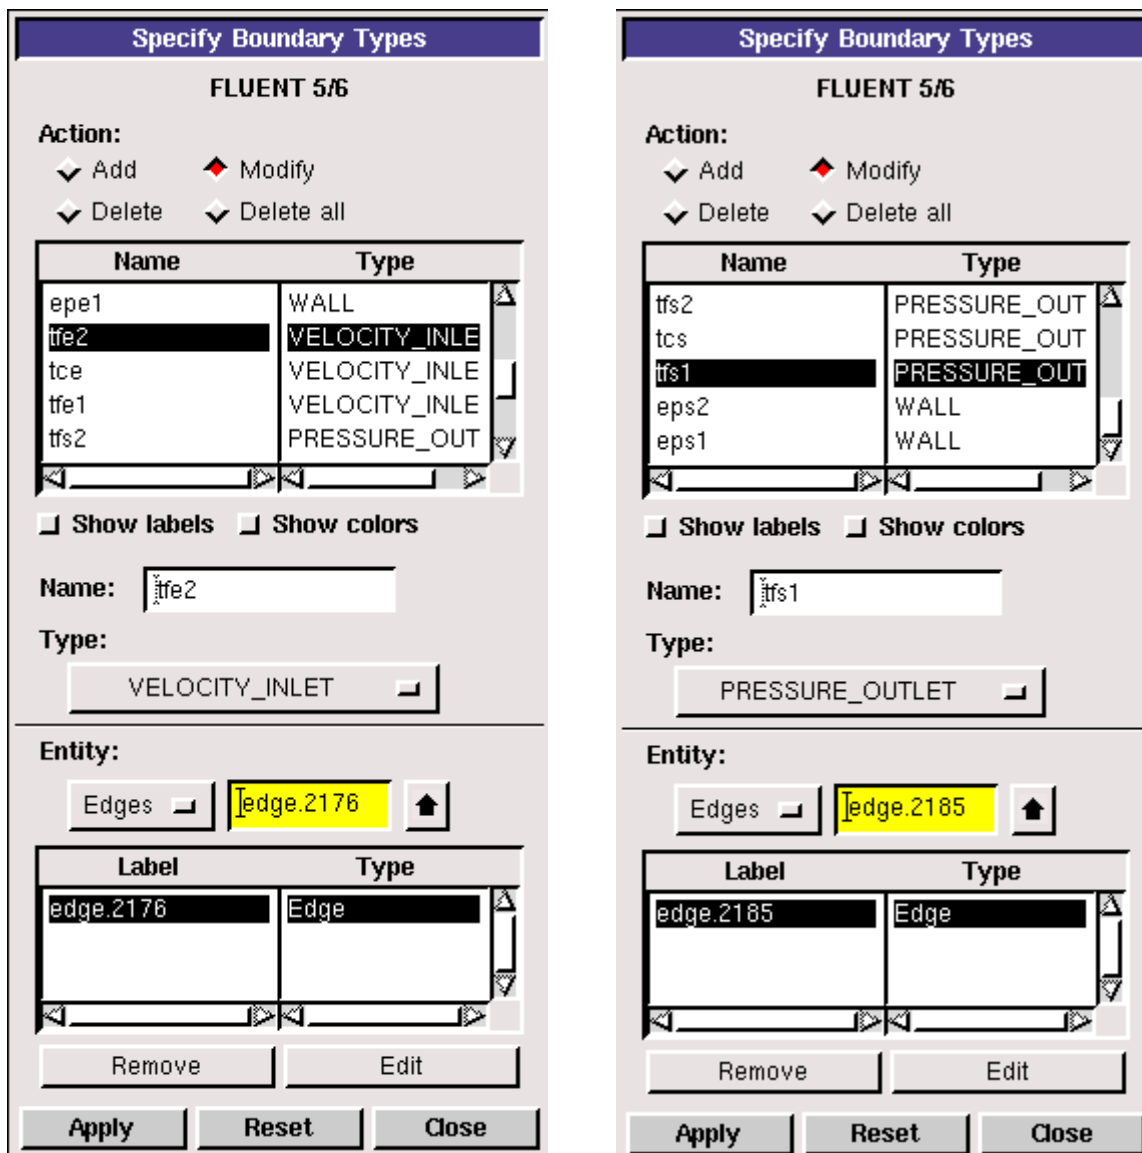 Specify Boundary Types
FLUENT 5/6
Action:
Add Modify
Delete Delete all
Name Type
epe1 WALL
tfe2 VELOCITY_INLE
tce VELOCITY_INLE
tfe1 VELOCITY_INLE
tfs2 PRESSURE_OUT
Show labels Show colors
Name: tfe2
Type:
VELOCITY_INLET
Entity:
Edges edge.2176
Label Type
edge.2176 Edge
Remove Edit
Apply Reset Close
Specify Boundary Types
FLUENT 5/6
Action:
Add Modify
Delete Delete all
Name Type
tfs2 PRESSURE_OUT
tcs PRESSURE_OUT
tfs1 PRESSURE_OUT
eps2 WALL
eps1 WALL
Show labels Show colors
Name: tfs1
Type:
PRESSURE_OUTLET
Entity:
Edges edge.2185
Label Type
edge.2185 Edge
Remove Edit
Apply Reset Close